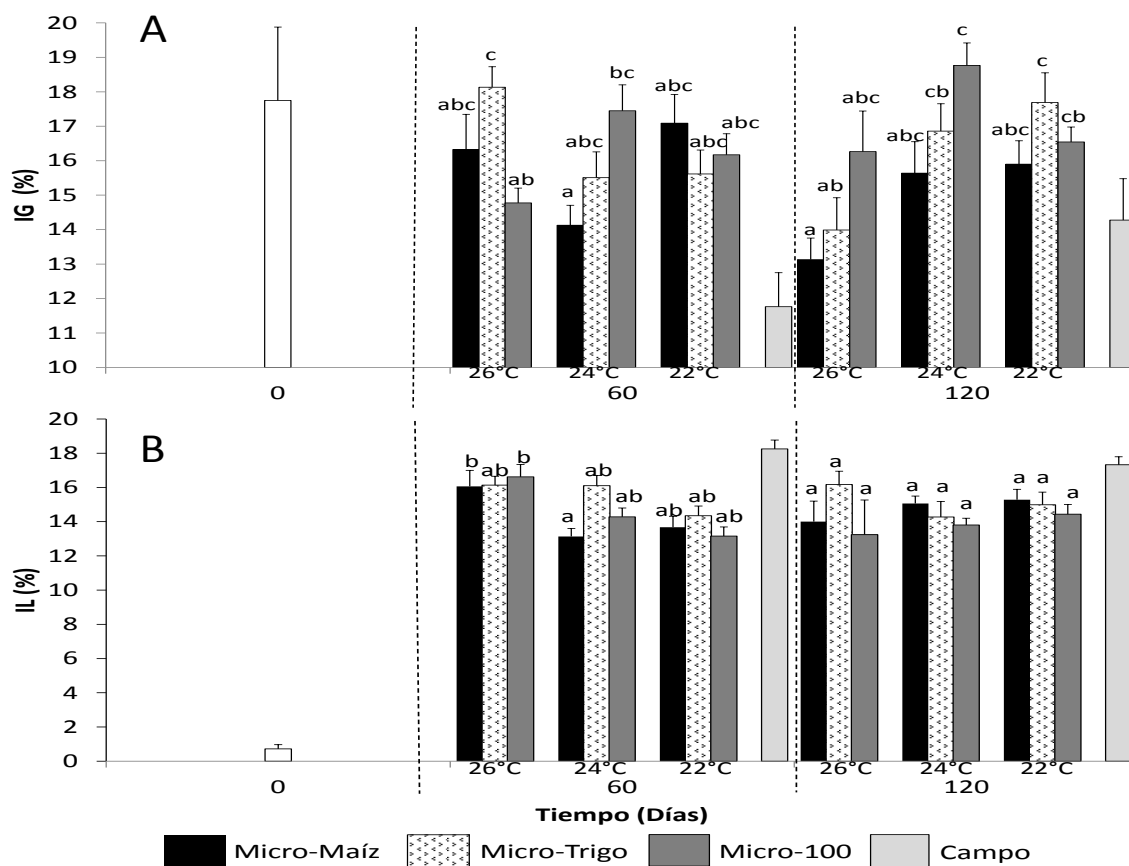 A
IG (%)
20
19
18
17
16
15
14
13
12
11
10
abc
c
ab
a
abc
bc
abc
abc
abc
a
ab
abc
abc
cb
c
abc
c
cb
26°C
24°C
22°C
26°C
24°C
22°C
0
60
120
B
IL (%)
20
18
16
14
12
10
8
6
4
2
0
b
ab
b
a
ab
ab
ab
ab
ab
a
a
a
a
a
a
a
a
a
26°C
24°C
22°C
26°C
24°C
22°C
0
60
120
Tiempo (Días)
Micro-Maíz
Micro-Trigo
Micro-100
Campo